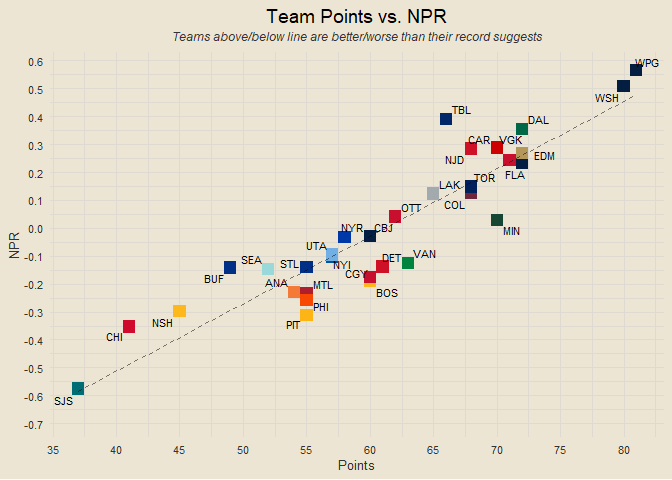 Team Points vs. NPR
Teams above/below line are better/worse than their record suggests
0.6
0.5
0.4
0.3
0.2
0.1
0.0
-0.1
-0.2
-0.3
-0.4
-0.5
-0.6
-0.7
NPR
WPG
WSH
TBL
DAL
CAR
VGK
NJD
EDM
FLA
TOR
LAK
COL
OTT
MIN
NYR
CBJ
UTA
NYI
DET
VAN
SEA
STL
BUF
CGY
ANA
MTL
BOS
PHI
NSH
PIT
CHI
SJS
35
40
45
50
55
60
65
70
75
80
Points